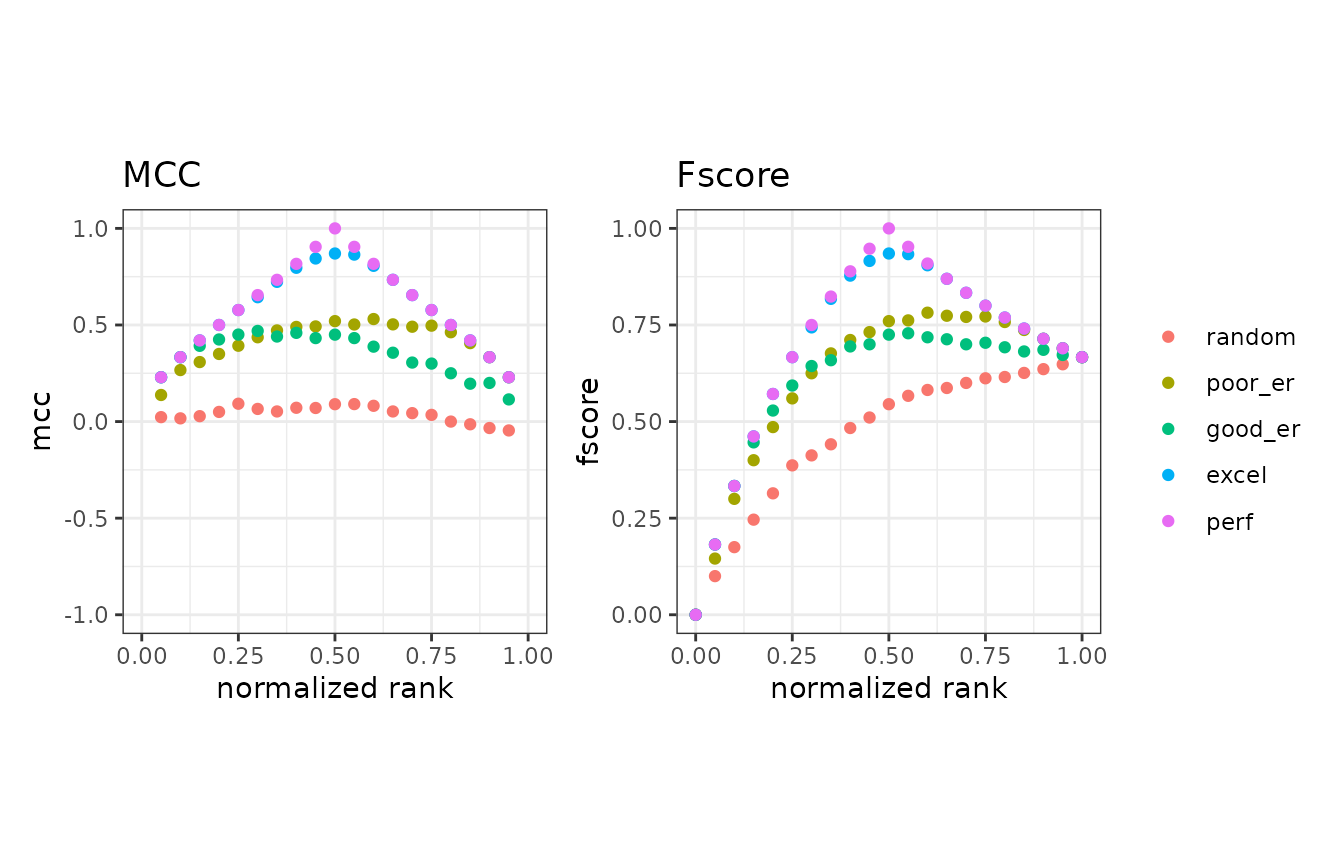 MCC
1.0
0.5
0.0
-0.5
-1.0
mcc
0.00 0.25 0.50 0.75 1.00
normalized rank
Fscore
1.00
0.75
0.50
0.25
0.00
fscore
0.00 0.25 0.50 0.75 1.00
normalized rank
random
poor_er
good_er
excel
perf